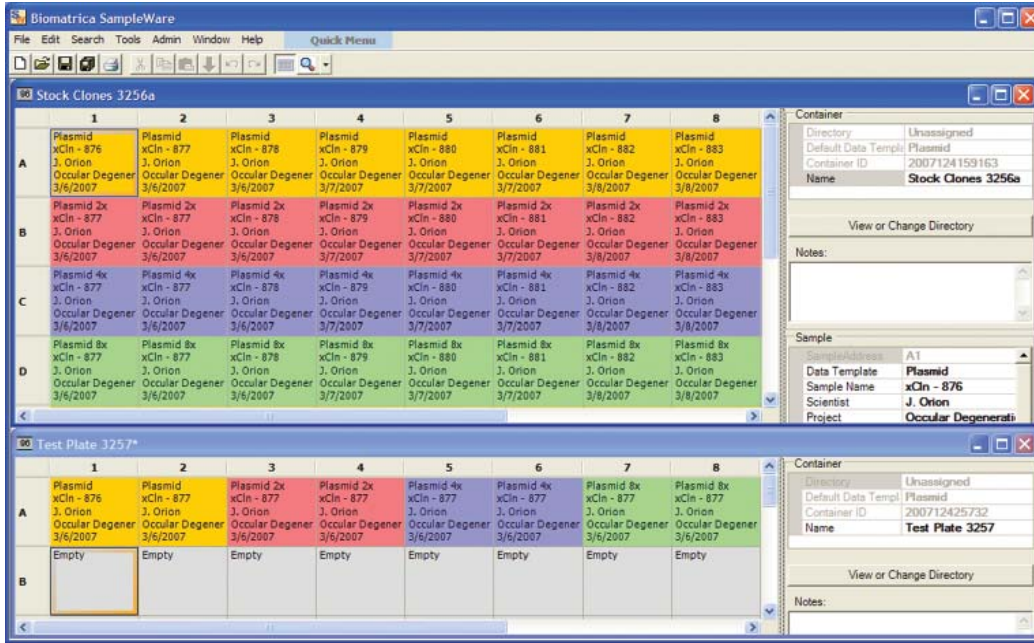 Biomatrica SampleWare
File Edit Search Tools Admin Window Help Quick Menu
96 Stock Clones 3256a
1 2 3 4 5 6 7 8
A
Plasmid Plasmid Plasmid Plasmid Plasmid Plasmid Plasmid Plasmid
xCln - 876 xCln - 877 xCln - 878 xCln - 879 xCln - 880 xCln - 881 xCln - 882 xCln - 883
J. Orion J. Orion J. Orion J. Orion J. Orion J. Orion J. Orion J. Orion
Occular Degener Occular Degener Occular Degener Occular Degener Occular Degener Occular Degener Occular Degener Occular Degener
3/6/2007 3/6/2007 3/6/2007 3/7/2007 3/7/2007 3/7/2007 3/8/2007 3/8/2007
B
Plasmid 2x Plasmid 2x Plasmid 2x Plasmid 2x Plasmid 2x Plasmid 2x Plasmid 2x Plasmid 2x
xCln - 877 xCln - 877 xCln - 878 xCln - 879 xCln - 880 xCln - 881 xCln - 882 xCln - 883
J. Orion J. Orion J. Orion J. Orion J. Orion J. Orion J. Orion J. Orion
Occular Degener Occular Degener Occular Degener Occular Degener Occular Degener Occular Degener Occular Degener Occular Degener
3/6/2007 3/6/2007 3/6/2007 3/7/2007 3/7/2007 3/7/2007 3/8/2007 3/8/2007
C
Plasmid 4x Plasmid 4x Plasmid 4x Plasmid 4x Plasmid 4x Plasmid 4x Plasmid 4x Plasmid 4x
xCln - 877 xCln - 877 xCln - 878 xCln - 879 xCln - 880 xCln - 881 xCln - 882 xCln - 883
J. Orion J. Orion J. Orion J. Orion J. Orion J. Orion J. Orion J. Orion
Occular Degener Occular Degener Occular Degener Occular Degener Occular Degener Occular Degener Occular Degener Occular Degener
3/6/2007 3/6/2007 3/6/2007 3/7/2007 3/7/2007 3/7/2007 3/8/2007 3/8/2007
D
Plasmid 8x Plasmid 8x Plasmid 8x Plasmid 8x Plasmid 8x Plasmid 8x Plasmid 8x Plasmid 8x
xCln - 877 xCln - 877 xCln - 878 xCln - 879 xCln - 880 xCln - 881 xCln - 882 xCln - 883
J. Orion J. Orion J. Orion J. Orion J. Orion J. Orion J. Orion J. Orion
Occular Degener Occular Degener Occular Degener Occular Degener Occular Degener Occular Degener Occular Degener Occular Degener
3/6/2007 3/6/2007 3/6/2007 3/7/2007 3/7/2007 3/7/2007 3/8/2007 3/8/2007
Container
Directory Unassigned
Default Data Templa Plasmid
Container ID 2007124159163
Name Stock Clones 3256a
View or Change Directory
Notes:
Sample
SampleAddress A1
Data Template Plasmid
Sample Name xCln - 876
Scientist J. Orion
Project Occular Degenerati
96 Test Plate 3257*
1 2 3 4 5 6 7 8
A
Plasmid Plasmid Plasmid 2x Plasmid 2x Plasmid 4x Plasmid 4x Plasmid 8x Plasmid 8x
xCln - 876 xCln - 877 xCln - 877 xCln - 877 xCln - 877 xCln - 877 xCln - 877 xCln - 877
J. Orion J. Orion J. Orion J. Orion J. Orion J. Orion J. Orion J. Orion
Occular Degener Occular Degener Occular Degener Occular Degener Occular Degener Occular Degener Occular Degener Occular Degener
3/6/2007 3/6/2007 3/6/2007 3/6/2007 3/6/2007 3/6/2007 3/6/2007 3/6/2007
B
Empty Empty Empty Empty Empty Empty Empty Empty
Container
Directory Unassigned
Default Data Templ Plasmid
Container ID 200712425732
Name Test Plate 3257
View or Change Directory
Notes: